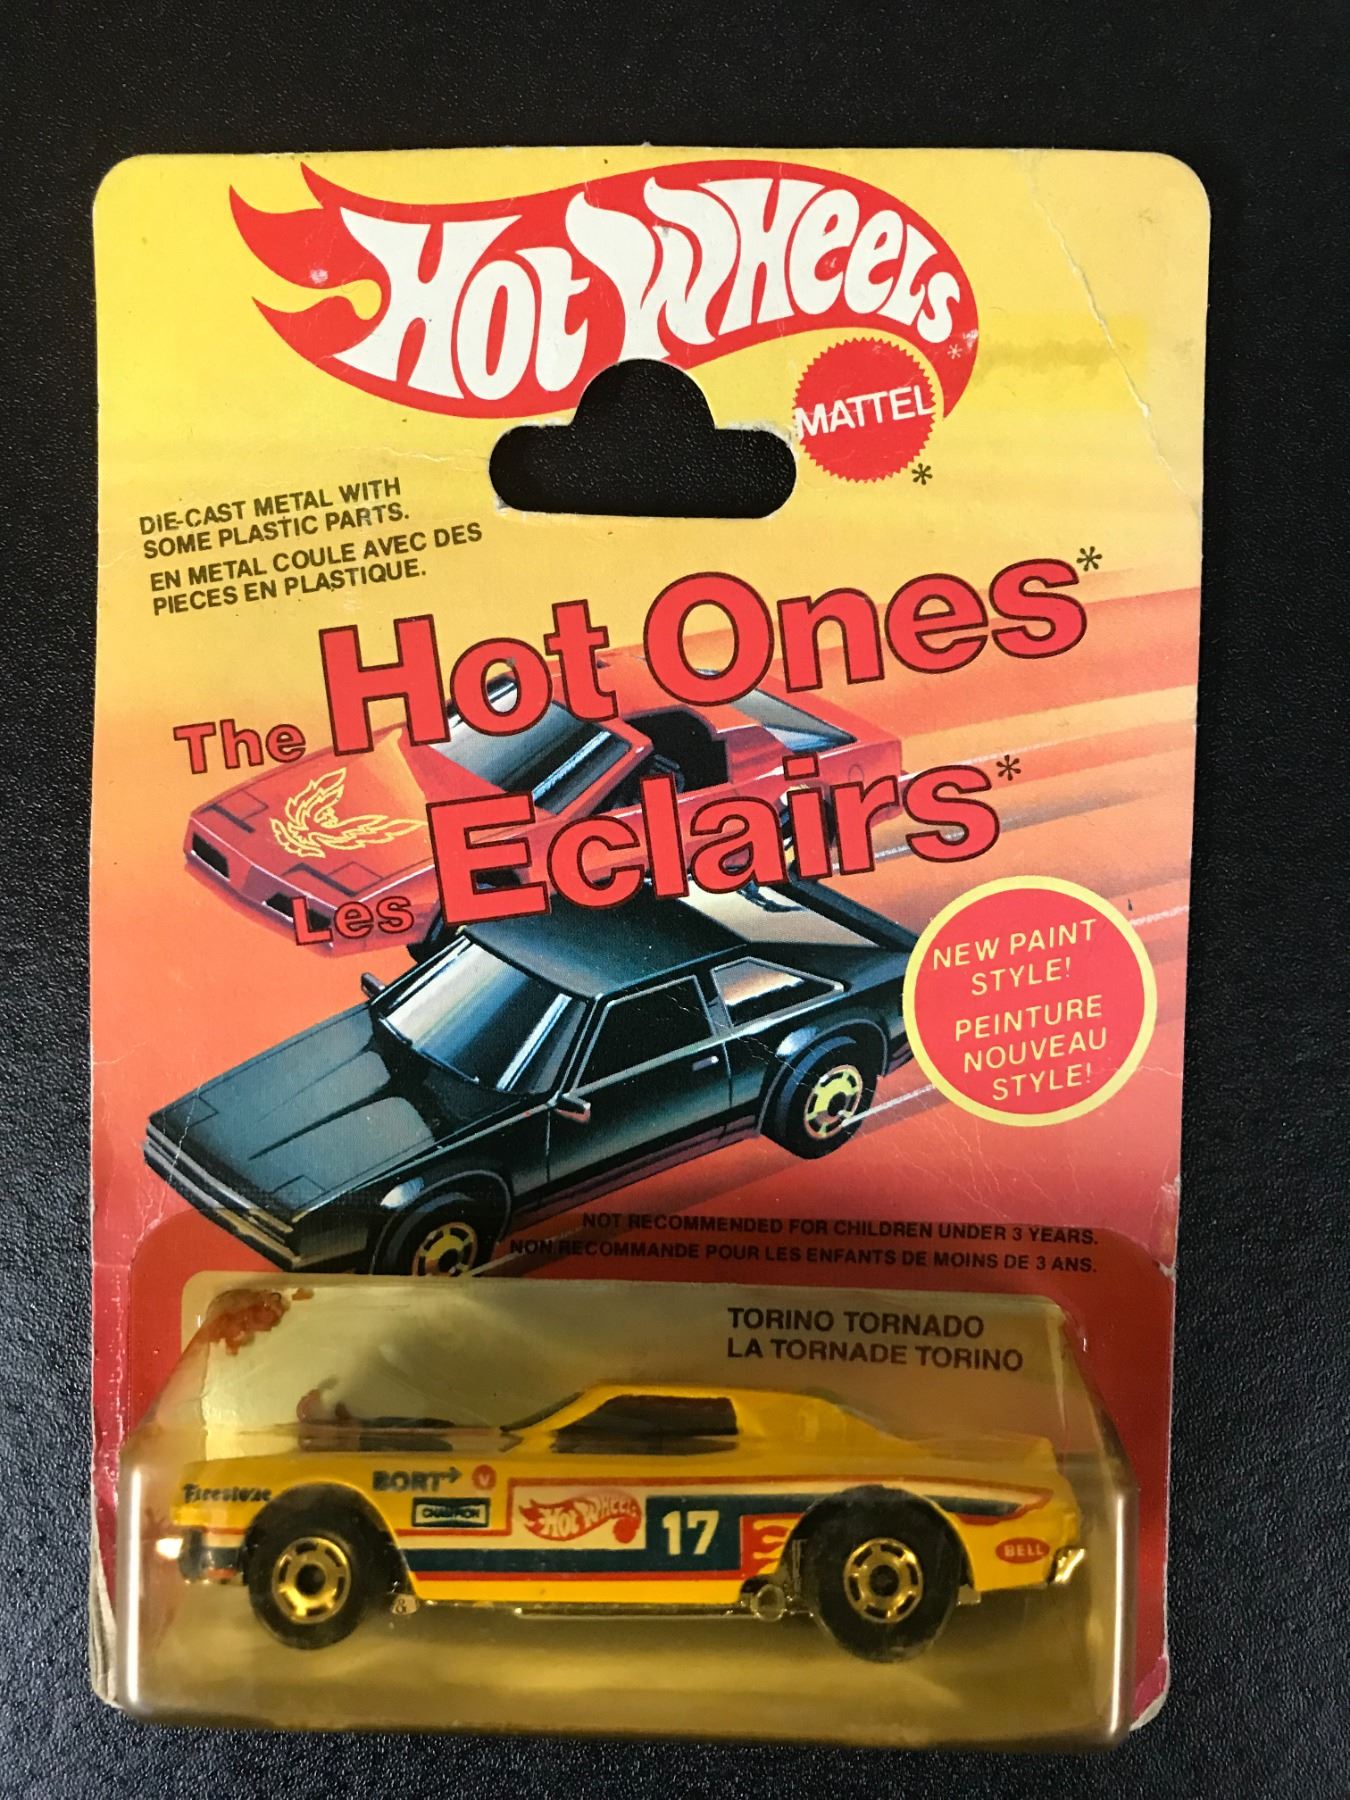 HOT WHEELS*
MATTEL*
DIE-CAST METAL WITH
SOME PLASTIC PARTS.
EN METAL COULE AVEC DES
PIECES EN PLASTIQUE.
The Hot Ones*
Les Eclairs*
NEW PAINT
STYLE!
PEINTURE
NOUVEAU
STYLE!
NOT RECOMMENDED FOR CHILDREN UNDER 3 YEARS.
NON RECOMMANDE POUR LES ENFANTS DE MOINS DE 3 ANS.
TORINO TORNADO
LA TORNADE TORINO
Firestone
BORT V
CHAMPION
HOT WHEELS
17
BELL